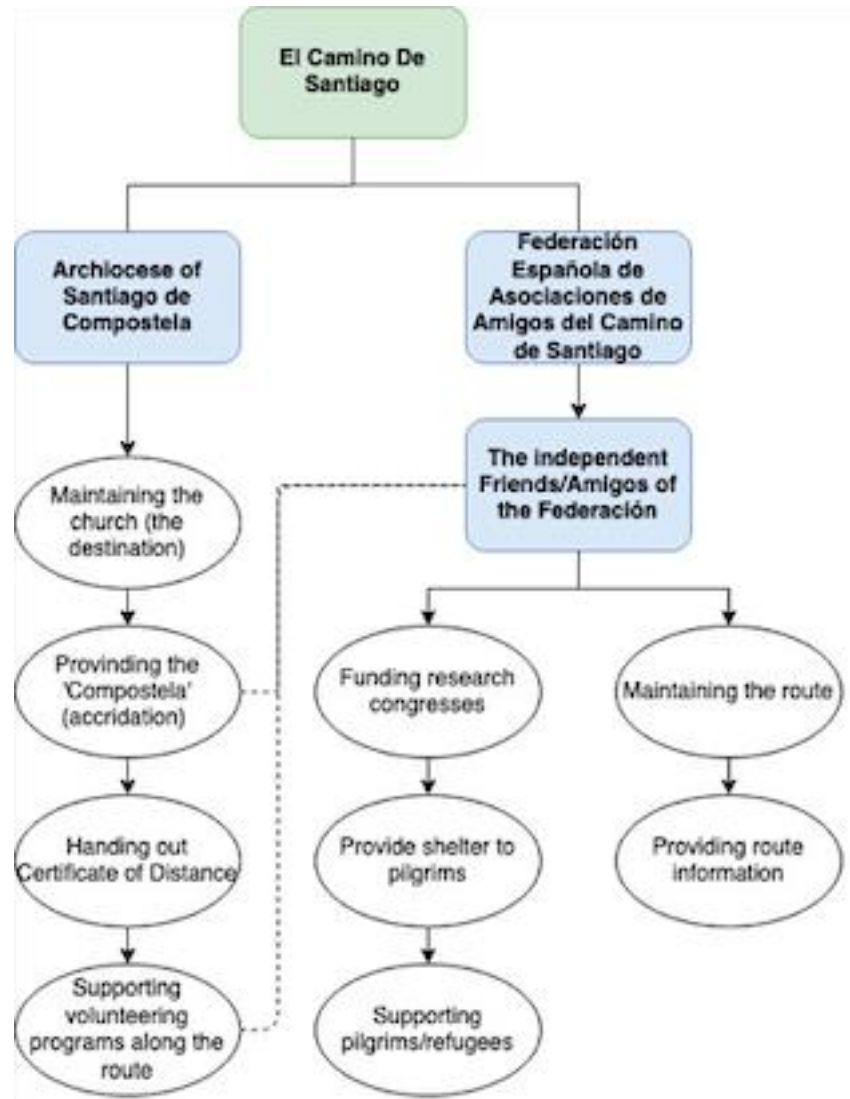 El Camino De
Santiago
Archiocese of
Santiago de
Compostela
Federación
Española de
Asociaciones de
Amigos del Camino
de Santiago
The independent
Friends/Amigos of
the Federación
Maintaining the
church (the
destination)
Provinding the
'Compostela'
(accridation)
Handing out
Certificate of Distance
Supporting
volunteering
programs along the
route
Funding research
congresses
Provide shelter to
pilgrims
Supporting
pilgrims/refugees
Maintaining the route
Providing route
information